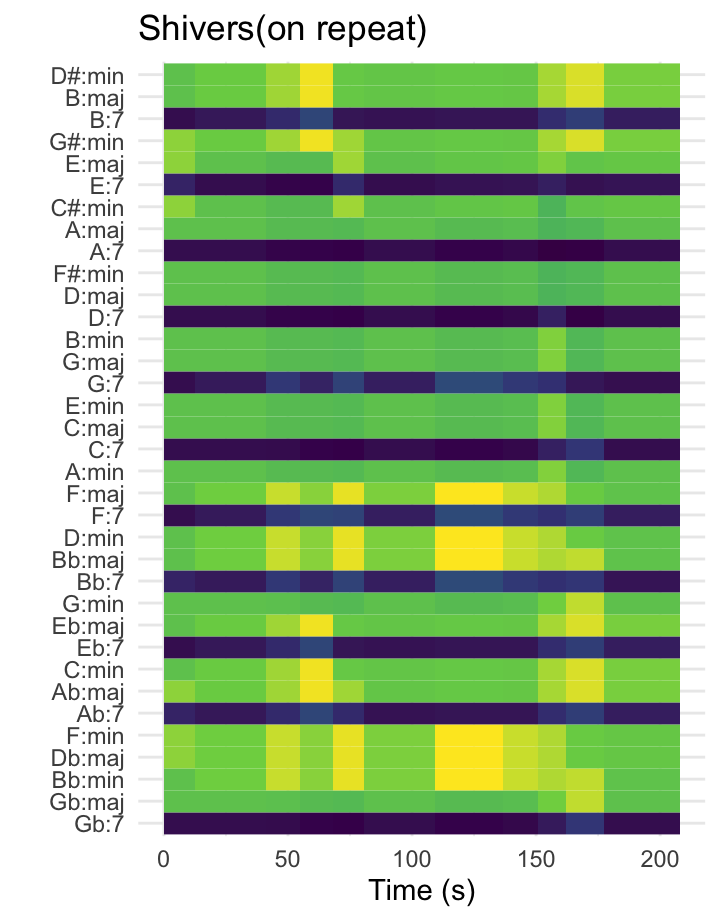 Shivers(on repeat)
D#:min
B:maj
B:7
G#:min
E:maj
E:7
C#:min
A:maj
A:7
F#:min
D:maj
D:7
B:min
G:maj
G:7
E:min
C:maj
C:7
A:min
F:maj
F:7
D:min
Bb:maj
Bb:7
G:min
Eb:maj
Eb:7
C:min
Ab:maj
Ab:7
F:min
Db:maj
Bb:min
Gb:maj
Gb:7
0 50 100 150 200
Time (s)